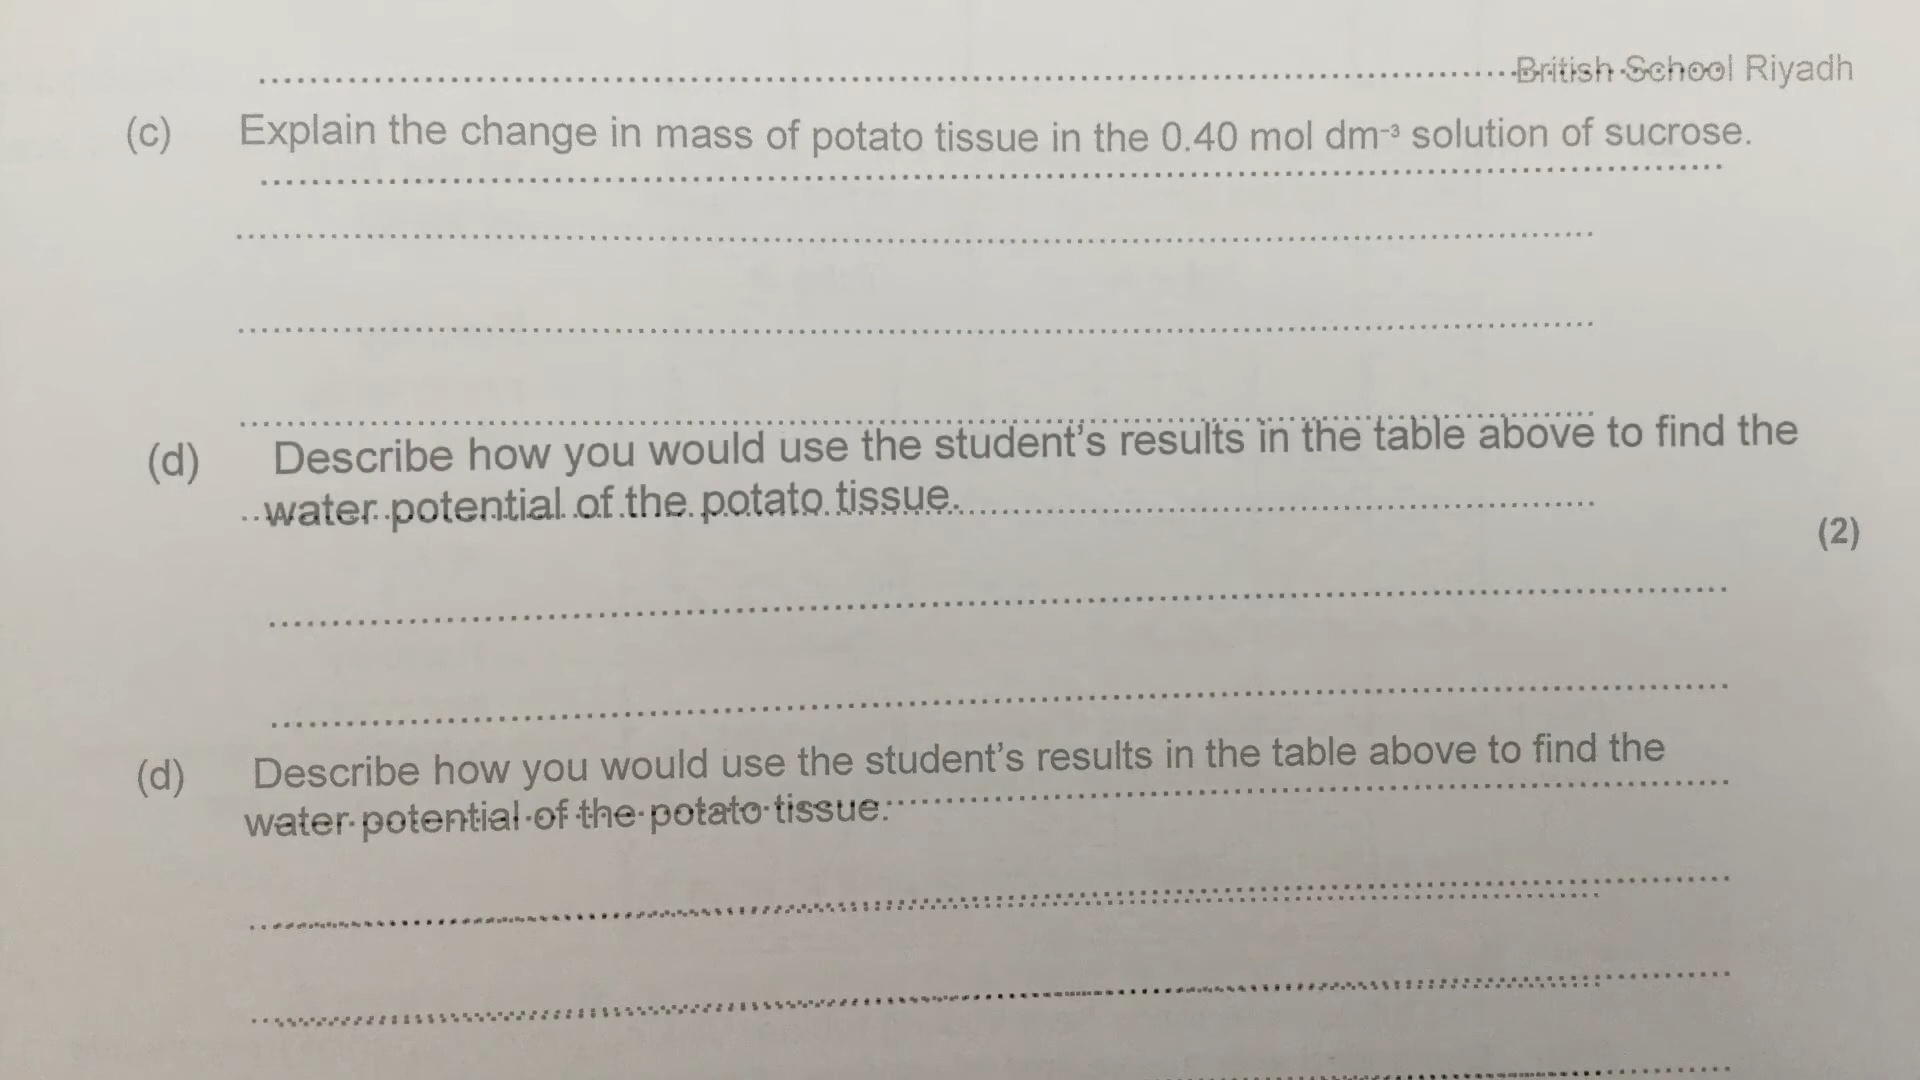 British School Riyadh
(c) Explain the change in mass of potato tissue in the 0.40 mol dm⁻³ solution of sucrose.
(d) Describe how you would use the student's results in the table above to find the
water potential of the potato tissue.
(2)
(d) Describe how you would use the student's results in the table above to find the
water potential of the potato tissue.